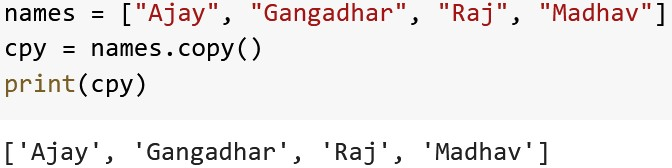 names = ["Ajay", "Gangadhar", "Raj", "Madhav"]
cpy = names.copy()
print(cpy)
['Ajay', 'Gangadhar', 'Raj', 'Madhav']